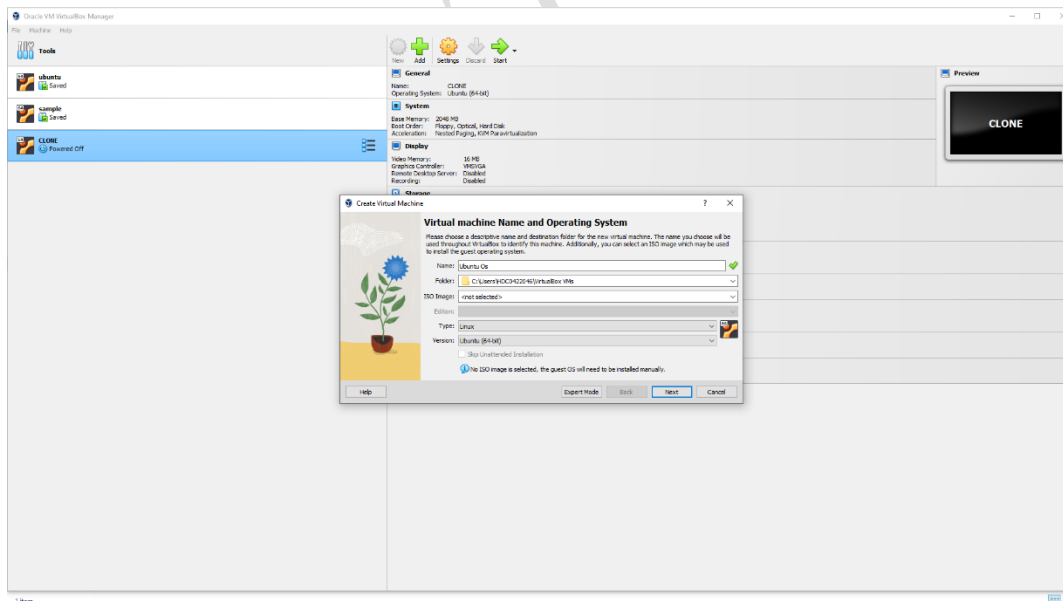 Oracle VM VirtualBox Manager
File Machine Help
Tools
ubuntu
Saved
sample
Saved
CLONE
Powered Off
New Add Settings Discard Start
General
Name: CLONE
Operating System: Ubuntu (64-bit)
System
Base Memory: 2048 MB
Boot Order: Floppy, Optical, Hard Disk
Acceleration: Nested Paging, KVM Paravirtualization
Display
Video Memory: 16 MB
Graphics Controller: VMSVGA
Remote Desktop Server: Disabled
Recording: Disabled
Storage
Preview
CLONE
Create Virtual Machine
Virtual machine Name and Operating System
Please choose a descriptive name and destination folder for the new virtual machine. The name you choose will be
used throughout VirtualBox to identify this machine. Additionally, you can select an ISO image which may be used
to install the guest operating system.
Name: Ubuntu Os
Folder: C:\Users\HDC0422046\VirtualBox VMs
ISO Image: <not selected>
Edition:
Type: Linux
Version: Ubuntu (64-bit)
Skip Unattended Installation
No ISO image is selected, the guest OS will need to be installed manually.
Help Expert Mode Back Next Cancel